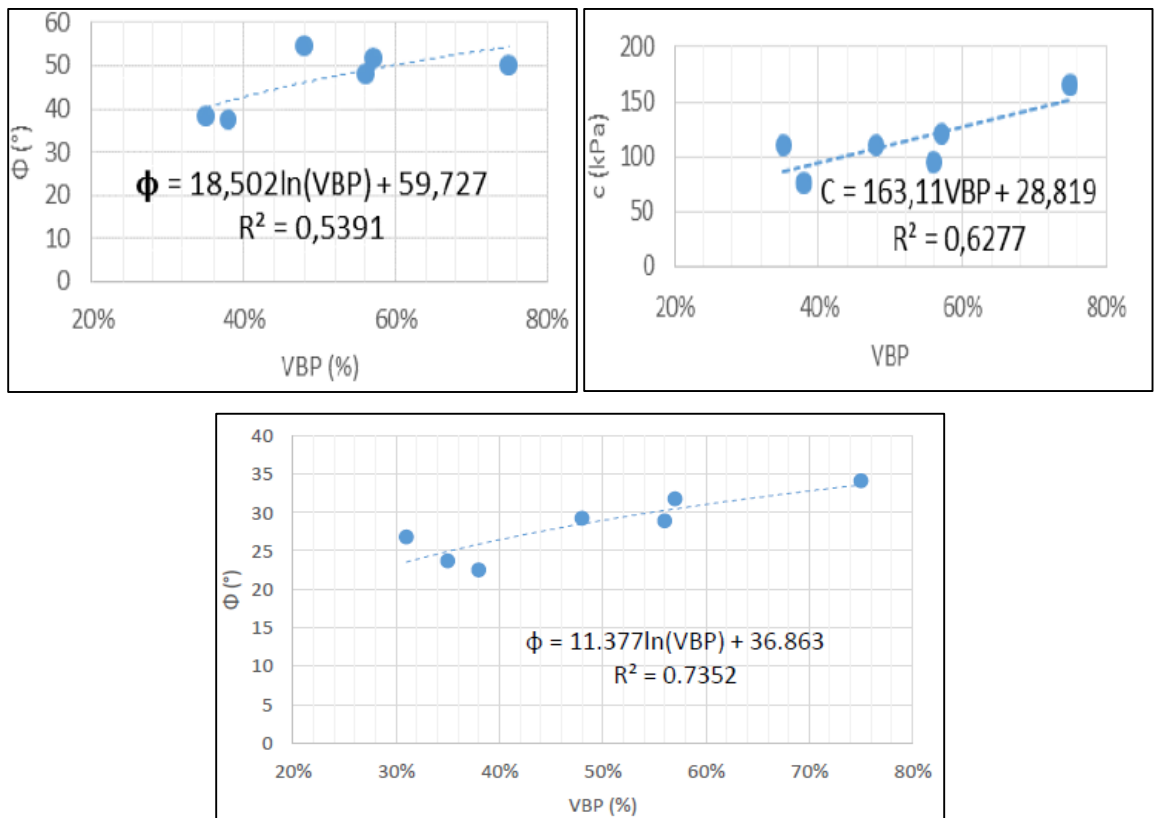 60
50
40
30
20
10
0
Φ (°)
ϕ = 18,502ln(VBP) + 59,727
R² = 0,5391
20% 40% 60% 80%
VBP (%)
200
150
100
50
0
c (kPa)
C = 163,11VBP + 28,819
R² = 0,6277
20% 40% 60% 80%
VBP
40
35
30
25
20
15
10
5
0
Φ (°)
ϕ = 11.377ln(VBP) + 36.863
R² = 0.7352
20% 30% 40% 50% 60% 70% 80%
VBP (%)